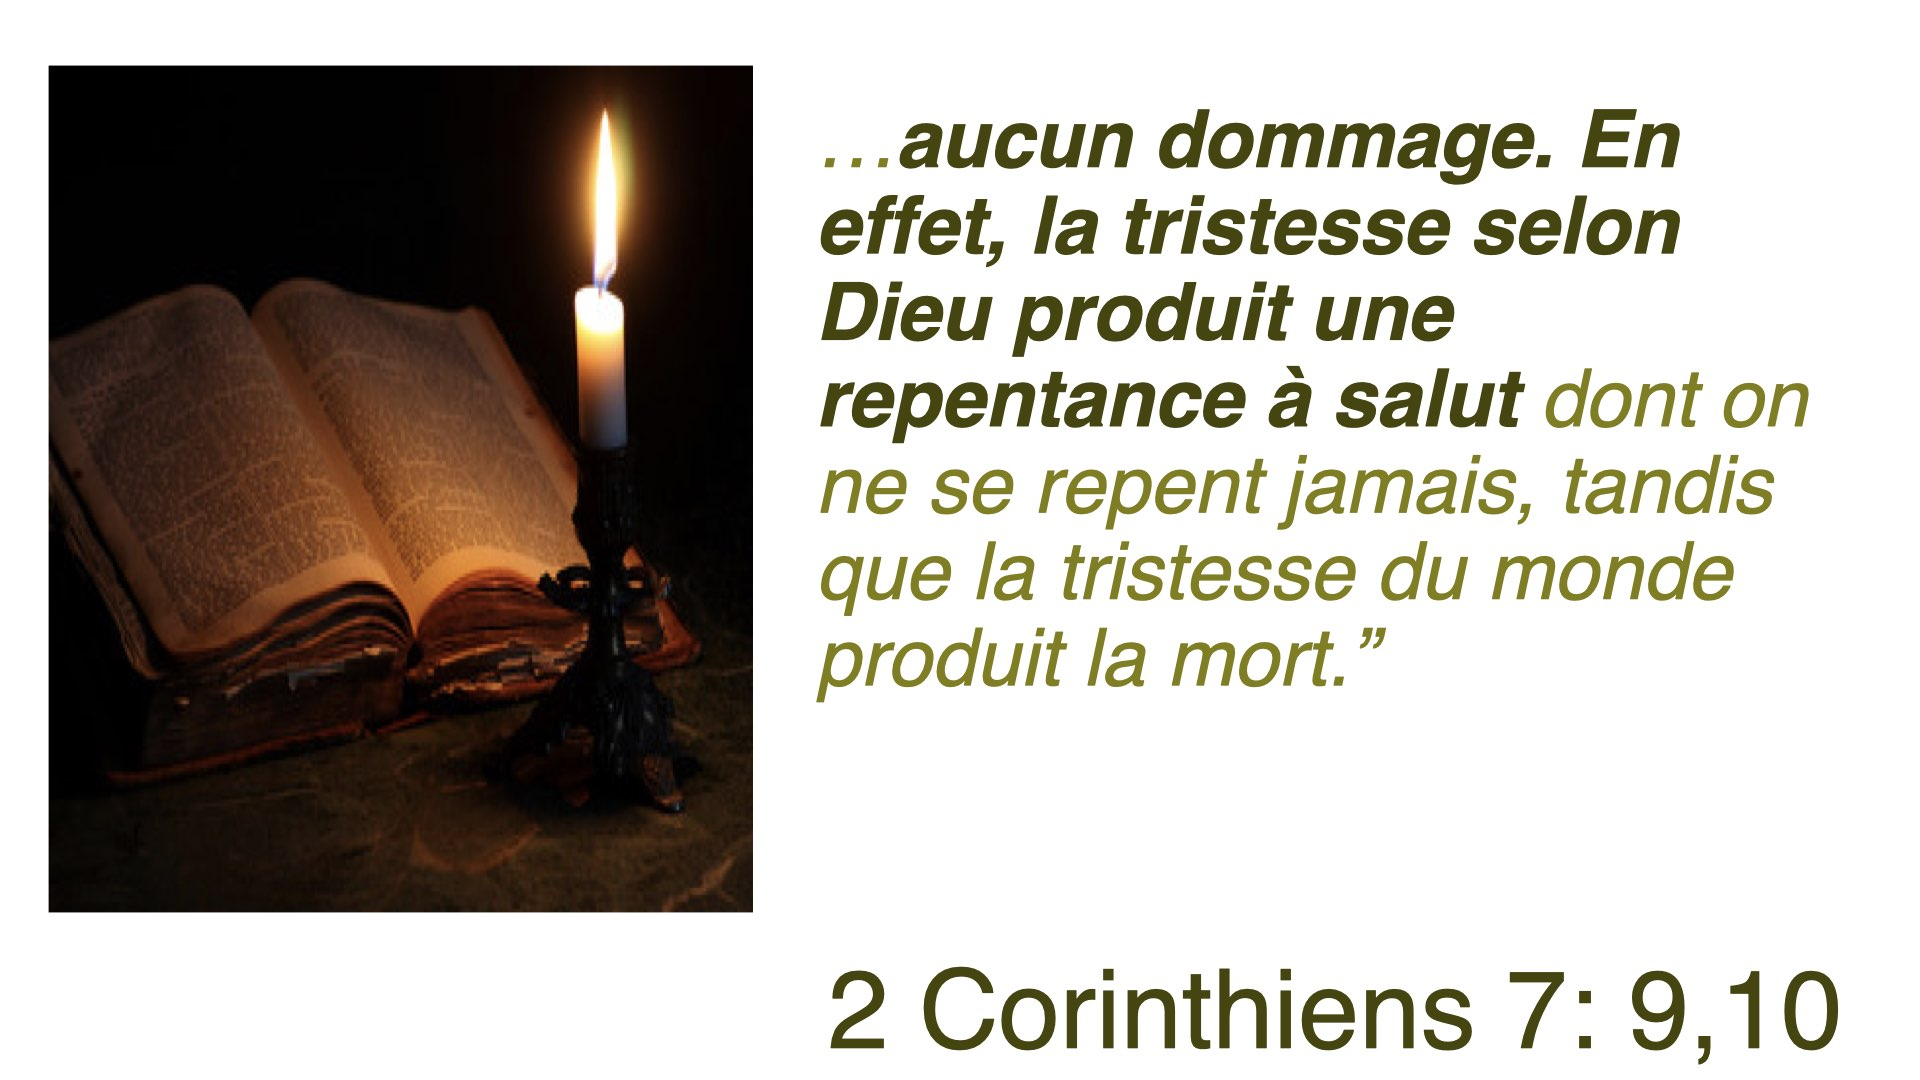 …aucun dommage. En
effet, la tristesse selon
Dieu produit une
repentance à salut dont on
ne se repent jamais, tandis
que la tristesse du monde
produit la mort.”
2 Corinthiens 7: 9,10